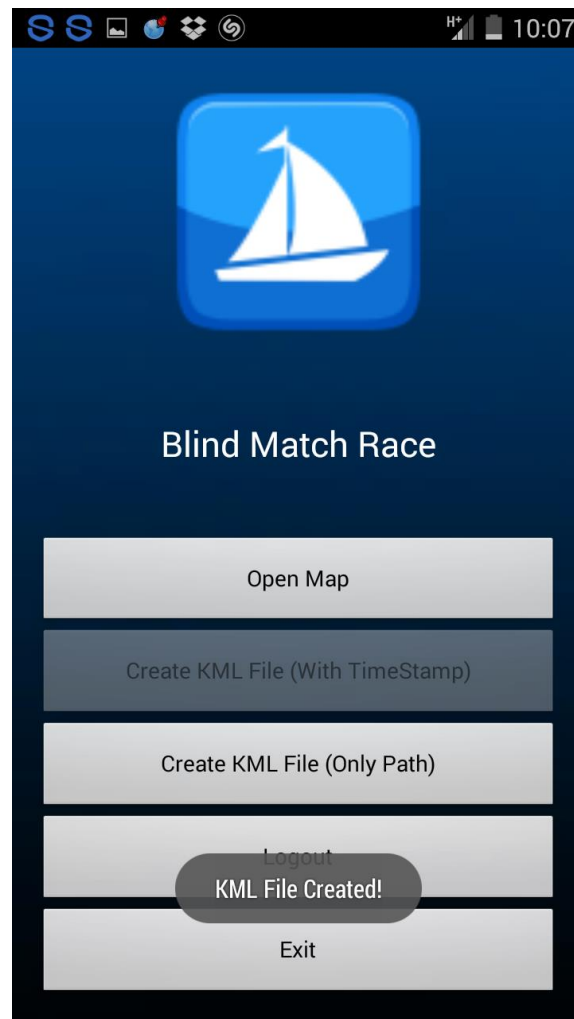 H+ 10:07
Blind Match Race
Open Map
Create KML File (With TimeStamp)
Create KML File (Only Path)
Logout
KML File Created!
Exit